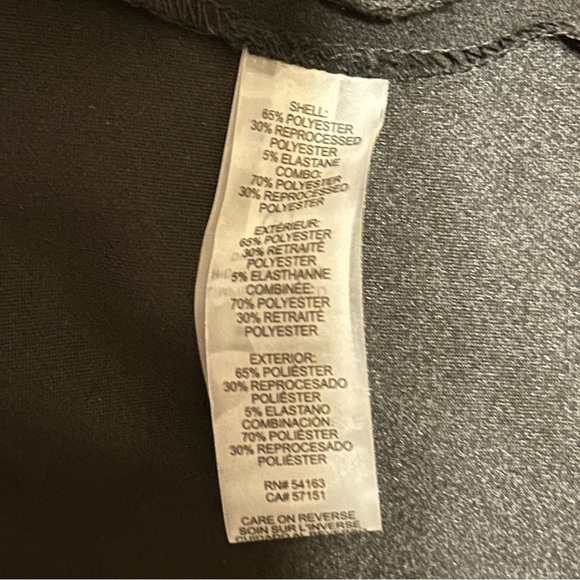 SHELL:
65% POLYESTER
30% REPROCESSED
POLYESTER
5% ELASTANE
COMBO:
70% POLYESTER
30% REPROCESSED
POLYESTER
EXTÉRIEUR:
65% POLYESTER
30% RETRAITÉ
POLYESTER
5% ELASTHANNE
COMBINÉE:
70% POLYESTER
30% RETRAITÉ
POLYESTER
EXTERIOR:
65% POLIÉSTER
30% REPROCESADO
POLIÉSTER
5% ELASTANO
COMBINACIÓN:
70% POLIÉSTER
30% REPROCESADO
POLIÉSTER
RN# 54163
CA# 57151
CARE ON REVERSE
SOIN SUR L'INVERSE
CUIDADO AL